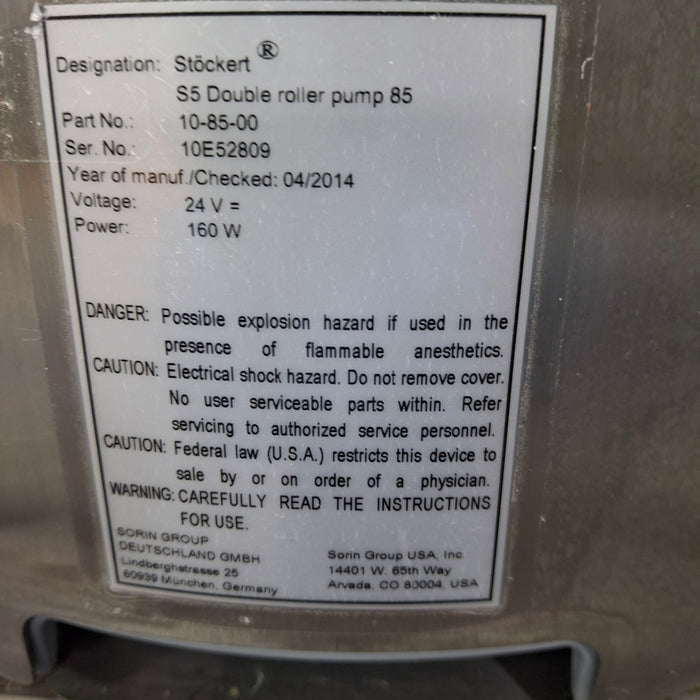 Designation: Stöckert ®
S5 Double roller pump 85
Part No.: 10-85-00
Ser. No.: 10E52809
Year of manuf./Checked: 04/2014
Voltage: 24 V =
Power: 160 W
DANGER: Possible explosion hazard if used in the
presence of flammable anesthetics.
CAUTION: Electrical shock hazard. Do not remove cover.
No user serviceable parts within. Refer
servicing to authorized service personnel.
CAUTION: Federal law (U.S.A.) restricts this device to
sale by or on order of a physician.
WARNING: CAREFULLY READ THE INSTRUCTIONS
FOR USE.
SORIN GROUP
DEUTSCHLAND GMBH
Lindberghstrasse 25
80939 München, Germany
Sorin Group USA, Inc
14401 W. 65th Way
Arvada, CO 80004, USA